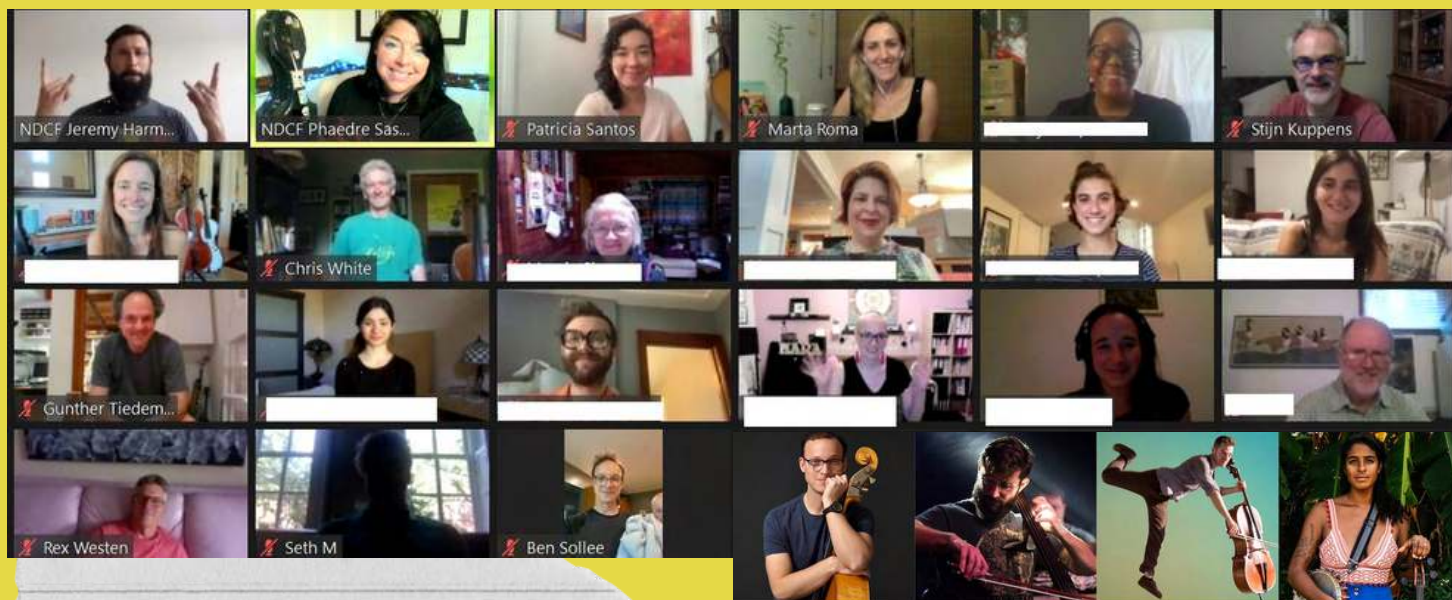 NDCF Jeremy Harm...
NDCF Phaedre Sas...
Patricia Santos
Marta Roma
Stijn Kuppens
Chris White
Gunther Tiedem...
Rex Westen
Seth M
Ben Sollee